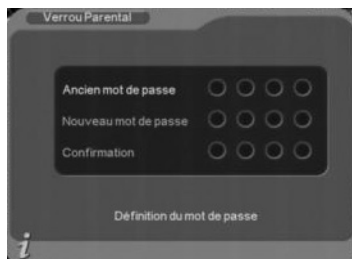 Verrou Parental
Ancien mot de passe
Nouveau mot de passe
Confirmation
Définition du mot de passe
i